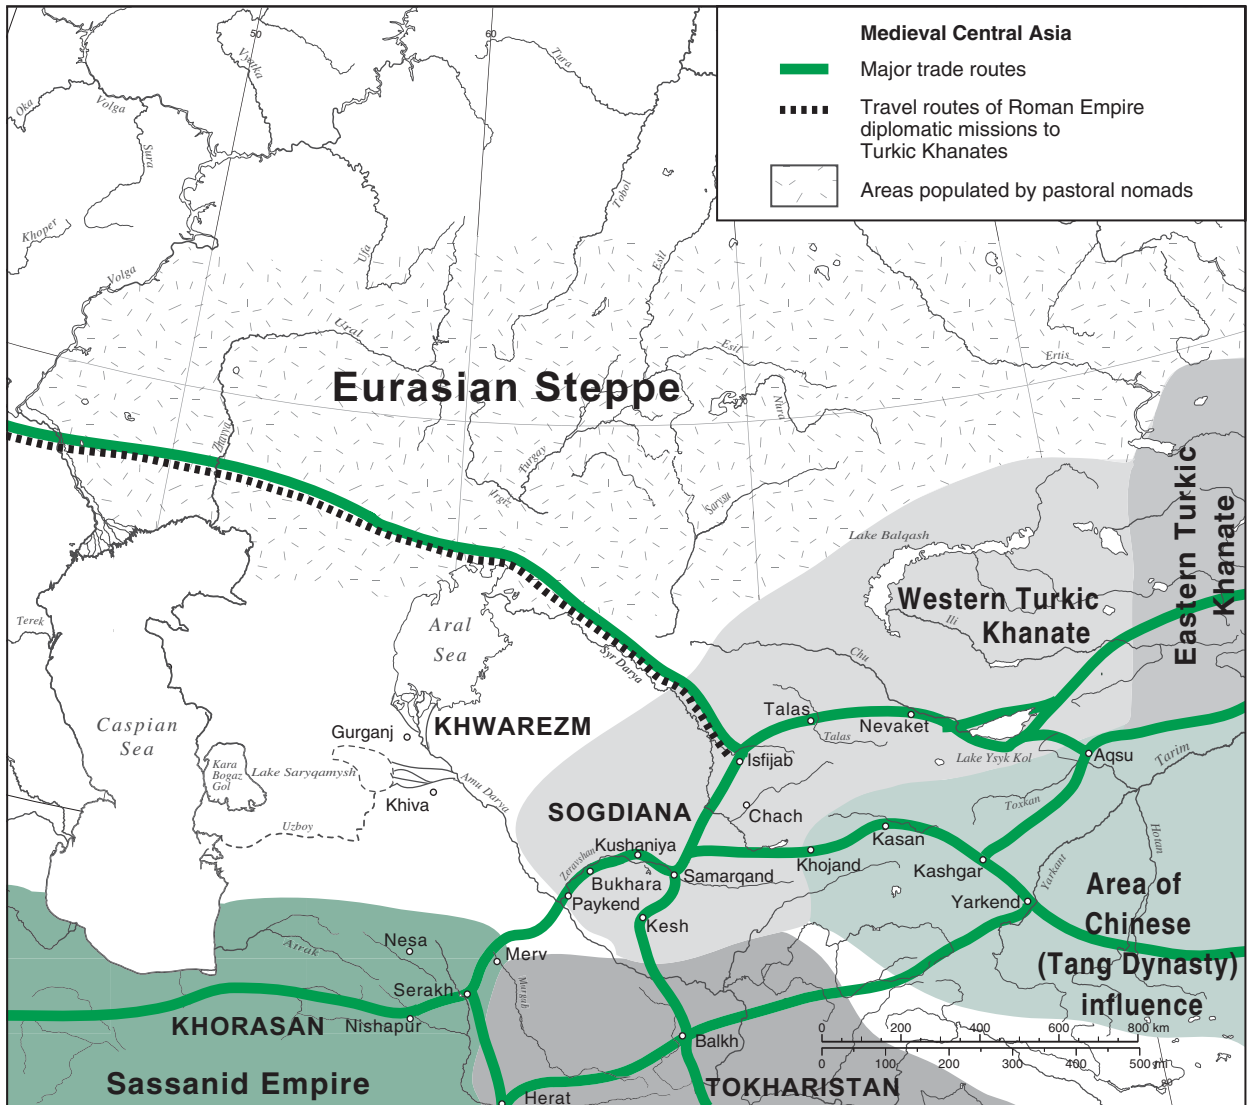 Medieval Central Asia
Major trade routes
Travel routes of Roman Empire
diplomatic missions to
Turkic Khanates
Areas populated by pastoral nomads
50
60
Oka
Volga
Vyatka
Tura
Sura
Khoper
Volga
Ufa
Tobol
Esil
Ural
Esil
Ertis
Eurasian Steppe
Nura
Turgay
Irgiz
Sarysu
Lake Balqash
Western Turkic
Khanate
Eastern Turkic
Khanate
Ili
Terek
Aral
Sea
Syr Darya
Chu
Caspian
Sea
KHWAREZM
Gurganj
Talas
Nevaket
Talas
Lake Ysyk Kol
Isfijab
Aqsu
Tarim
Kara
Bogaz
Gol
Lake Saryqamysh
Khiva
Amu Darya
Uzboy
SOGDIANA
Chach
Toxkan
Hotan
Kushaniya
Zeravshan
Bukhara
Paykend
Samarqand
Khojand
Kasan
Kashgar
Yarkani
Yarkend
Kesh
Area of
Chinese
(Tang Dynasty)
influence
Nesa
Atrak
Merv
Serakh
Murgab
KHORASAN
Nishapur
Balkh
0 200 400 600 800 km
0 100 200 300 400 500 ml
Sassanid Empire
TOKHARISTAN
Herat